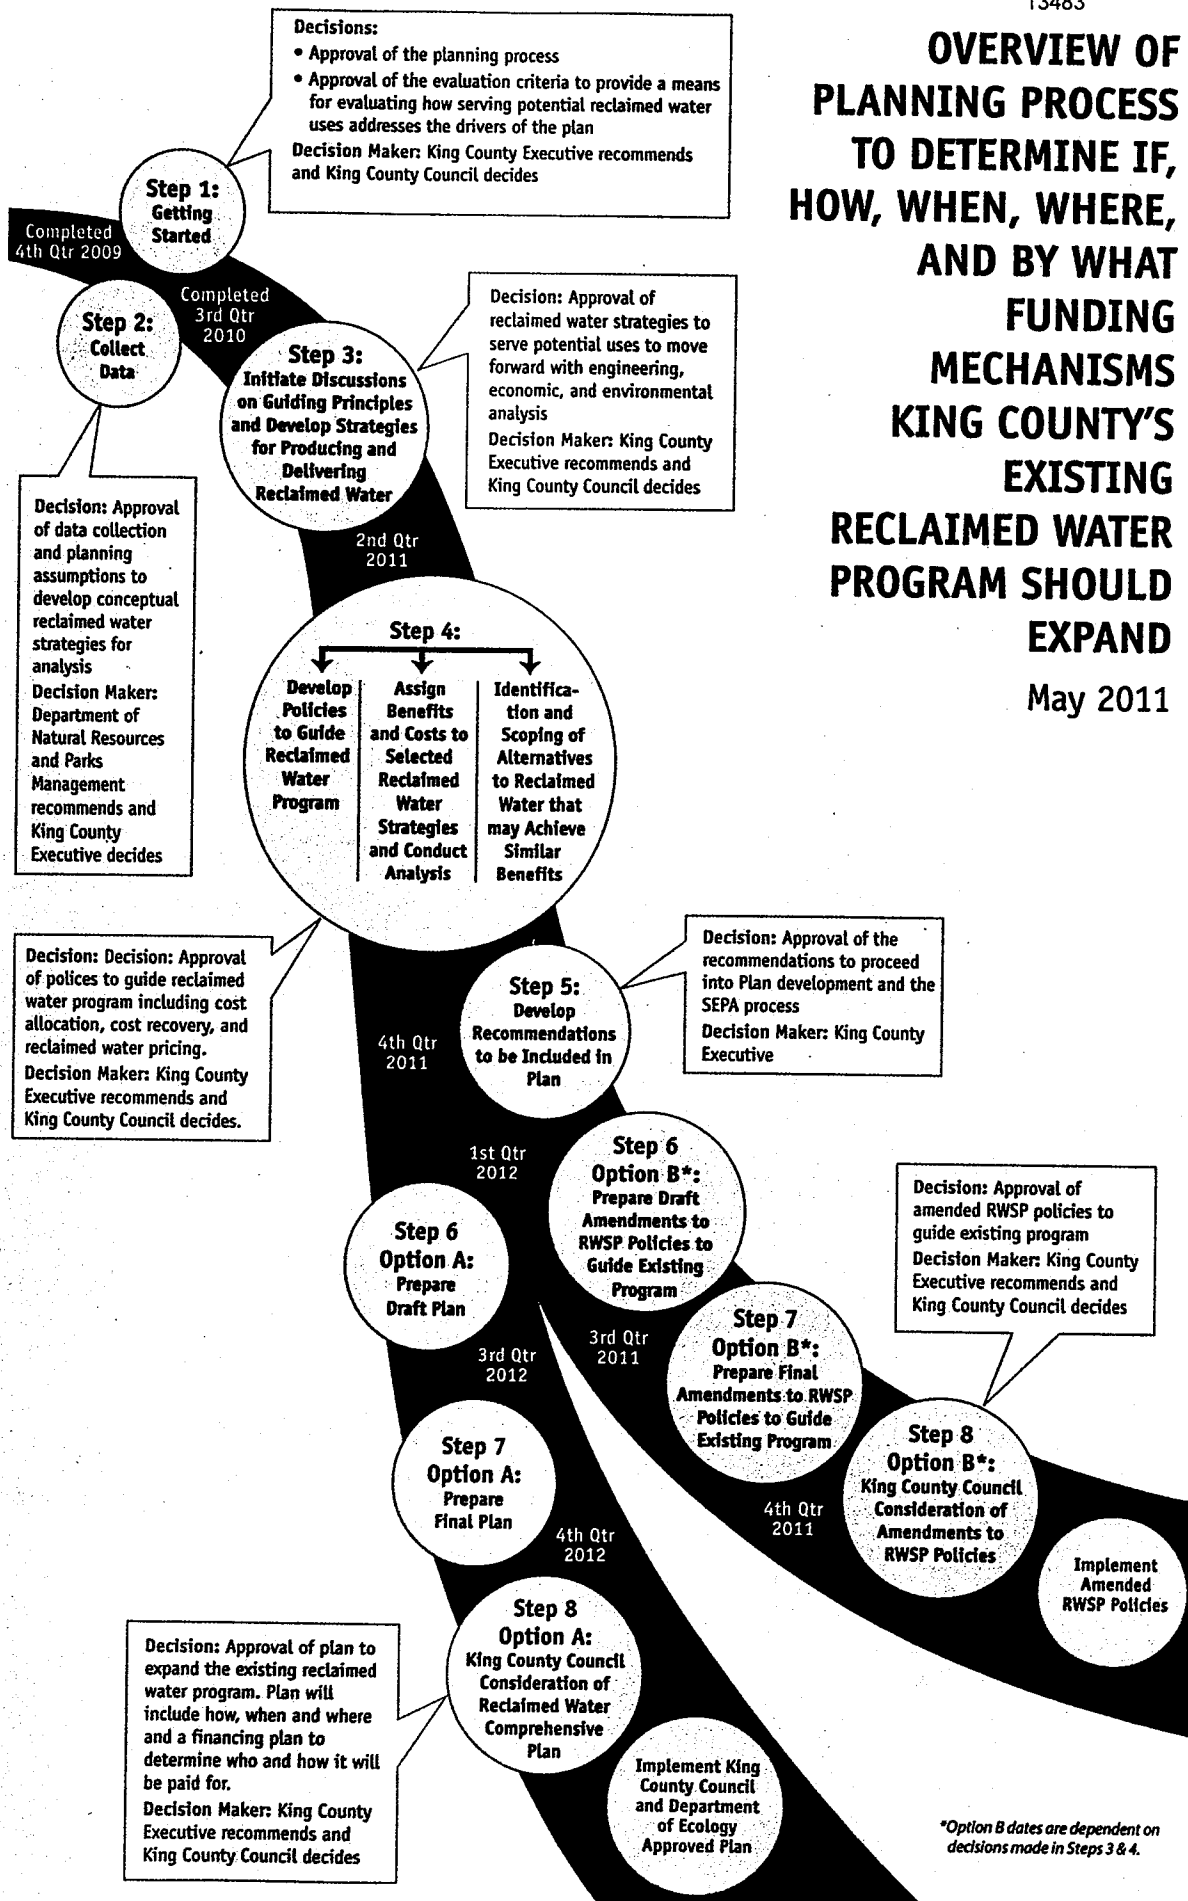 13483
OVERVIEW OF
PLANNING PROCESS
TO DETERMINE IF,
HOW, WHEN, WHERE,
AND BY WHAT
FUNDING
MECHANISMS
KING COUNTY'S
EXISTING
RECLAIMED WATER
PROGRAM SHOULD
EXPAND
May 2011
Decisions:
• Approval of the planning process
• Approval of the evaluation criteria to provide a means
for evaluating how serving potential reclaimed water
uses addresses the drivers of the plan
Decision Maker: King County Executive recommends
and King County Council decides
Step 1:
Getting
Started
Completed
4th Qtr 2009
Step 2:
Collect
Data
Completed
3rd Qtr
2010
Decision: Approval
of data collection
and planning
assumptions to
develop conceptual
reclaimed water
strategies for
analysis
Decision Maker:
Department of
Natural Resources
and Parks
Management
recommends and
King County
Executive decides
Step 3:
Initiate Discussions
on Guiding Principles
and Develop Strategies
for Producing and
Delivering
Reclaimed Water
Decision: Approval of
reclaimed water strategies to
serve potential uses to move
forward with engineering,
economic, and environmental
analysis
Decision Maker: King County
Executive recommends and
King County Council decides
2nd Qtr
2011
Step 4:
Develop
Policies
to Guide
Reclaimed
Water
Program
Assign
Benefits
and Costs to
Selected
Reclaimed
Water
Strategies
and Conduct
Analysis
Identifica-
tion and
Scoping of
Alternatives
to Reclaimed
Water that
may Achieve
Similar
Benefits
Decision: Decision: Approval
of polices to guide reclaimed
water program including cost
allocation, cost recovery, and
reclaimed water pricing.
Decision Maker: King County
Executive recommends and
King County Council decides.
4th Qtr
2011
Step 5:
Develop
Recommendations
to be Included in
Plan
Decision: Approval of the
recommendations to proceed
into Plan development and the
SEPA process
Decision Maker: King County
Executive
1st Qtr
2012
Step 6
Option A:
Prepare
Draft Plan
Step 6
Option B*:
Prepare Draft
Amendments to
RWSP Policies to
Guide Existing
Program
3rd Qtr
2012
3rd Qtr
2011
Step 7
Option B*:
Prepare Final
Amendments to RWSP
Policies to Guide
Existing Program
Decision: Approval of
amended RWSP policies to
guide existing program
Decision Maker: King County
Executive recommends and
King County Council decides
Step 7
Option A:
Prepare
Final Plan
4th Qtr
2012
4th Qtr
2011
Step 8
Option B*:
King County Council
Consideration of
Amendments to
RWSP Policies
Implement
Amended
RWSP Policies
Step 8
Option A:
King County Council
Consideration of
Reclaimed Water
Comprehensive
Plan
Decision: Approval of plan to
expand the existing reclaimed
water program. Plan will
include how, when and where
and a financing plan to
determine who and how it will
be paid for.
Decision Maker: King County
Executive recommends and
King County Council decides
Implement King
County Council
and Department
of Ecology
Approved Plan
*Option B dates are dependent on
decisions made in Steps 3 & 4.